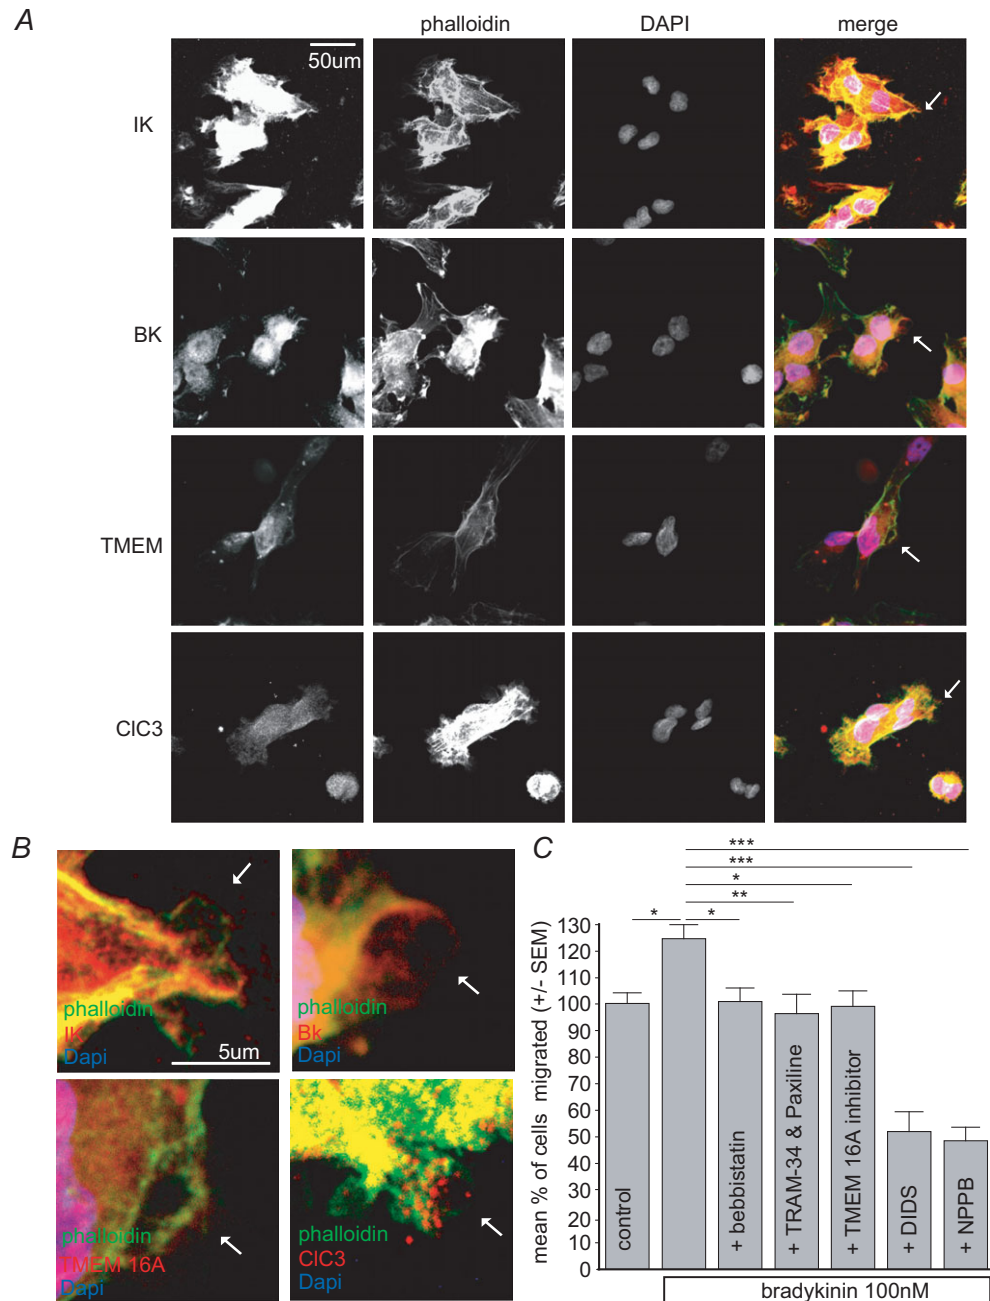 A
phalloidin DAPI merge
50um
IK
BK
TMEM
ClC3
B
phalloidin
IK
Dapi
5um
phalloidin
Bk
Dapi
phalloidin
TMEM 16A
Dapi
phalloidin
ClC3
Dapi
C
***
***
*
**
* *
mean % of cells migrated (+/- SEM)
130
120
110
100
90
80
70
60
50
40
30
20
10
0
control
+ bebbistatin
+ TRAM-34 & Paxiline
+ TMEM 16A inhibitor
+ DIDS
+ NPPB
bradykinin 100nM